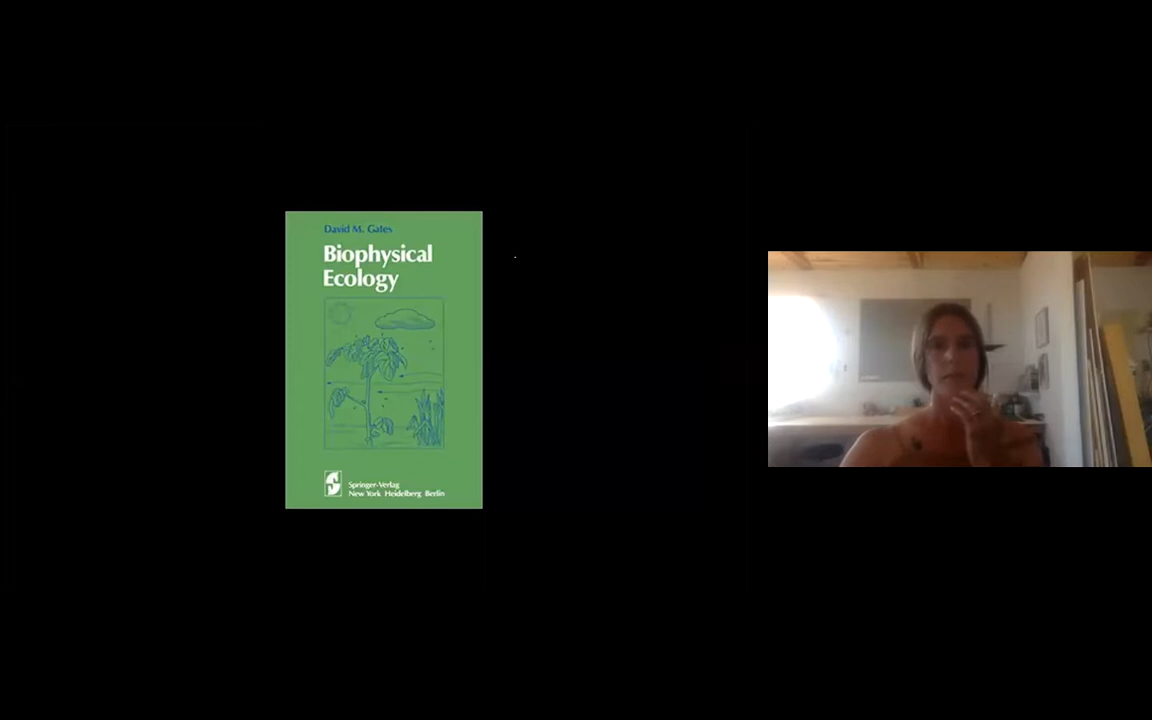 David M. Gates
Biophysical
Ecology
Springer-Verlag
New York Heidelberg Berlin